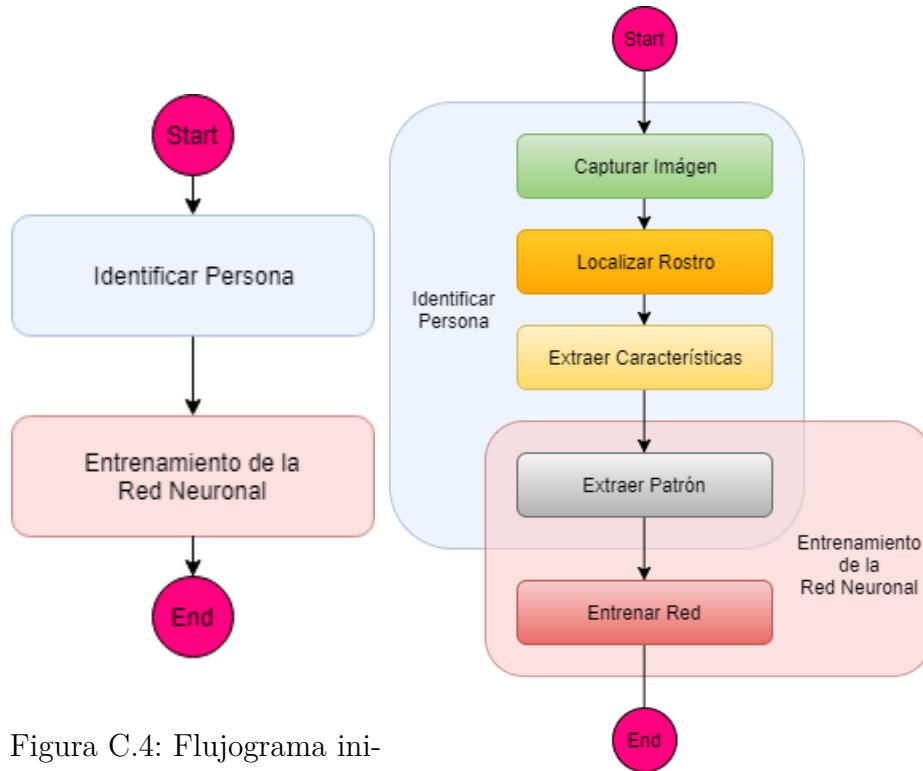 Start
Identificar Persona
Entrenamiento de la
Red Neuronal
End
Figura C.4: Flujograma ini-
Start
Capturar Imágen
Localizar Rostro
Identificar
Persona
Extraer Características
Extraer Patrón
Entrenamiento
de la
Red Neuronal
Entrenar Red
End